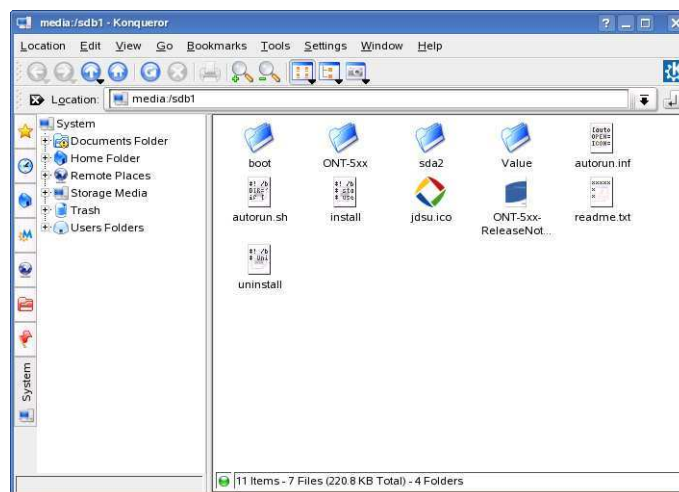 media:/sdb1 - Konqueror
Location Edit View Go Bookmarks Tools Settings Window Help
Location: media:/sdb1
System
Documents Folder
Home Folder
Remote Places
Storage Media
Trash
Users Folders
System
boot ONT-5xx sda2 Value autorun.inf
autorun.sh install jdsu.ico ONT-5xx-ReleaseNot... readme.txt
uninstall
11 Items - 7 Files (220.8 KB Total) - 4 Folders